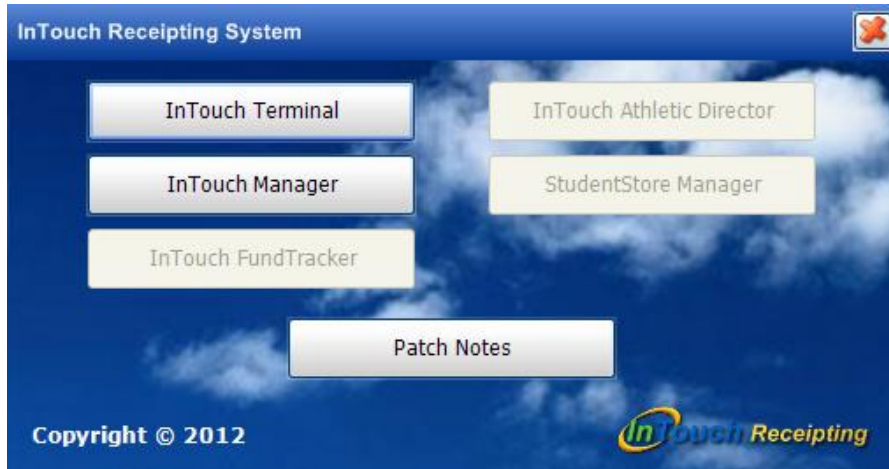 InTouch Receipting System
InTouch Terminal
InTouch Athletic Director
InTouch Manager
StudentStore Manager
InTouch FundTracker
Patch Notes
Copyright © 2012
InTouch Receipting